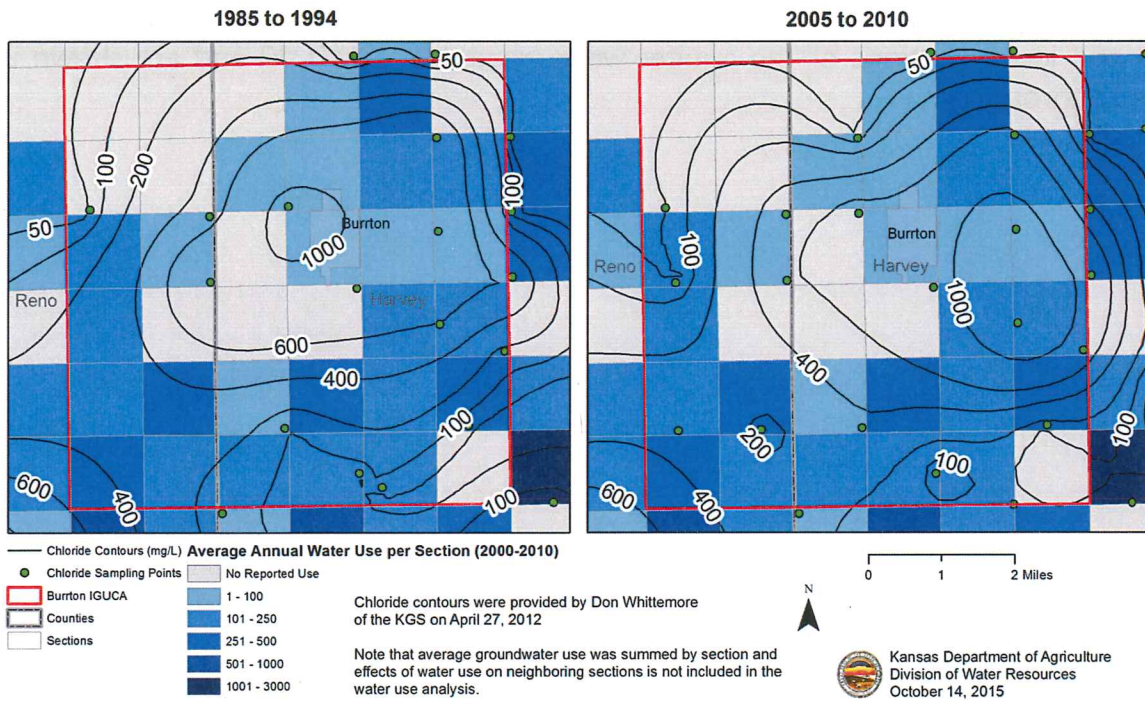 1985 to 1994
2005 to 2010
50
100
200
100
50
1000
Burrton
Reno
Harvey
600
400
100
600
400
100
50
100
Reno
Burrton
Harvey
1000
400
200
100
100
600
400
Chloride Contours (mg/L)
Chloride Sampling Points
Burrton IGUCA
Counties
Sections
Average Annual Water Use per Section (2000-2010)
No Reported Use
1 - 100
101 - 250
251 - 500
501 - 1000
1001 - 3000
Chloride contours were provided by Don Whittemore
of the KGS on April 27, 2012
Note that average groundwater use was summed by section and
effects of water use on neighboring sections is not included in the
water use analysis.
0 1 2 Miles
N
Kansas Department of Agriculture
Division of Water Resources
October 14, 2015